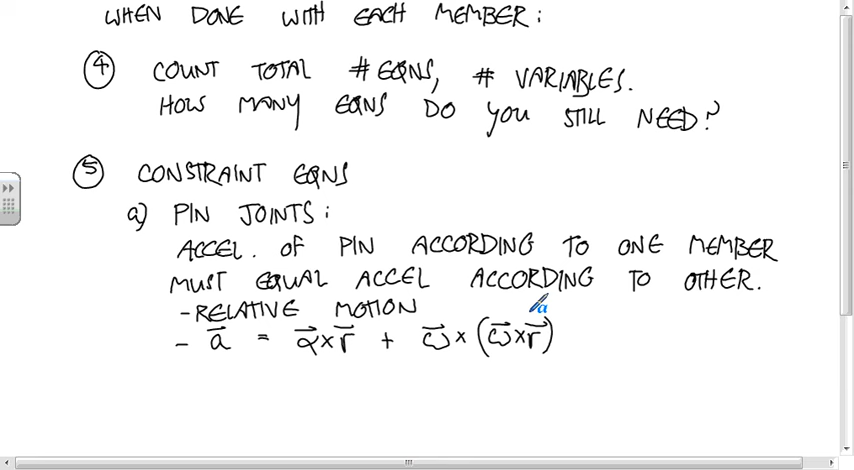 WHEN DONE WITH EACH MEMBER:
④ COUNT TOTAL # EQNS, # VARIABLES.
HOW MANY EQNS DO YOU STILL NEED?
⑤ CONSTRAINT EQNS
a) PIN JOINTS:
ACCEL. OF PIN ACCORDING TO ONE MEMBER
MUST EQUAL ACCEL ACCORDING TO OTHER.
- RELATIVE MOTION
- a⃗ = α⃗ × r⃗ + ω⃗ × (ω⃗ × r⃗)